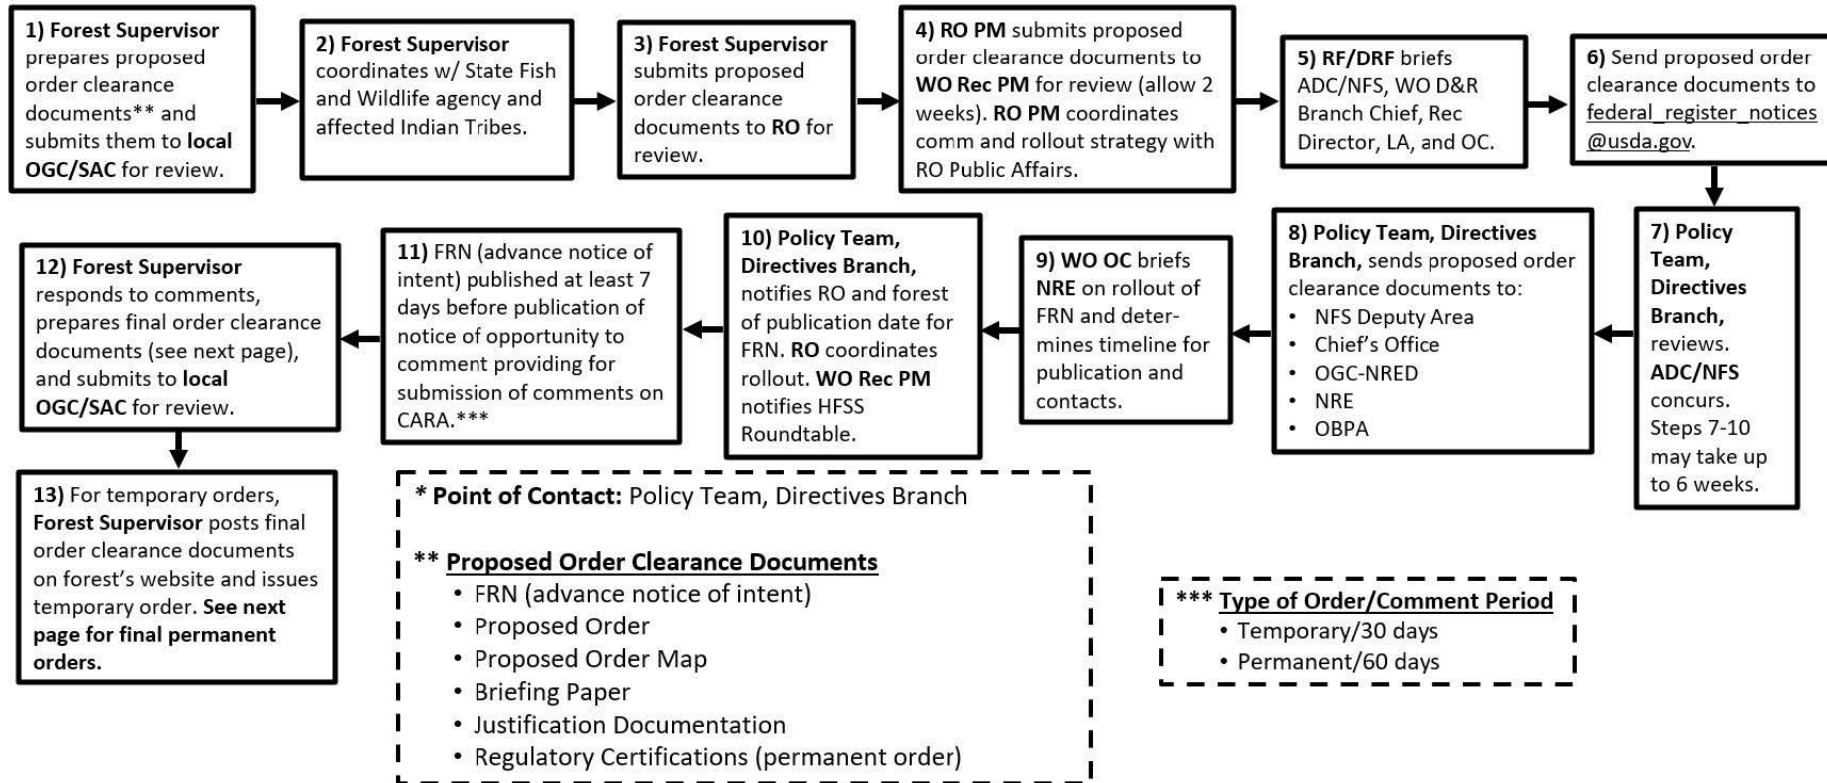 1) Forest Supervisor
prepares proposed
order clearance
documents** and
submits them to local
OGC/SAC for review.
2) Forest Supervisor
coordinates w/ State Fish
and Wildlife agency and
affected Indian Tribes.
3) Forest Supervisor
submits proposed
order clearance
documents to RO for
review.
4) RO PM submits proposed
order clearance documents to
WO Rec PM for review (allow 2
weeks). RO PM coordinates
comm and rollout strategy with
RO Public Affairs.
5) RF/DRF briefs
ADC/NFS, WO D&R
Branch Chief, Rec
Director, LA, and OC.
6) Send proposed order
clearance documents to
federal_register_notices
@usda.gov.
7) Policy
Team,
Directives
Branch,
reviews.
ADC/NFS
concurs.
Steps 7-10
may take up
to 6 weeks.
8) Policy Team, Directives
Branch, sends proposed order
clearance documents to:
• NFS Deputy Area
• Chief's Office
• OGC-NRED
• NRE
• OBPA
9) WO OC briefs
NRE on rollout of
FRN and deter-
mines timeline for
publication and
contacts.
10) Policy Team,
Directives Branch,
notifies RO and forest
of publication date for
FRN. RO coordinates
rollout. WO Rec PM
notifies HFSS
Roundtable.
11) FRN (advance notice of
intent) published at least 7
days before publication of
notice of opportunity to
comment providing for
submission of comments on
CARA.***
12) Forest Supervisor
responds to comments,
prepares final order clearance
documents (see next page),
and submits to local
OGC/SAC for review.
13) For temporary orders,
Forest Supervisor posts final
order clearance documents
on forest's website and issues
temporary order. See next
page for final permanent
orders.
* Point of Contact: Policy Team, Directives Branch
** Proposed Order Clearance Documents
• FRN (advance notice of intent)
• Proposed Order
• Proposed Order Map
• Briefing Paper
• Justification Documentation
• Regulatory Certifications (permanent order)
*** Type of Order/Comment Period
• Temporary/30 days
• Permanent/60 days